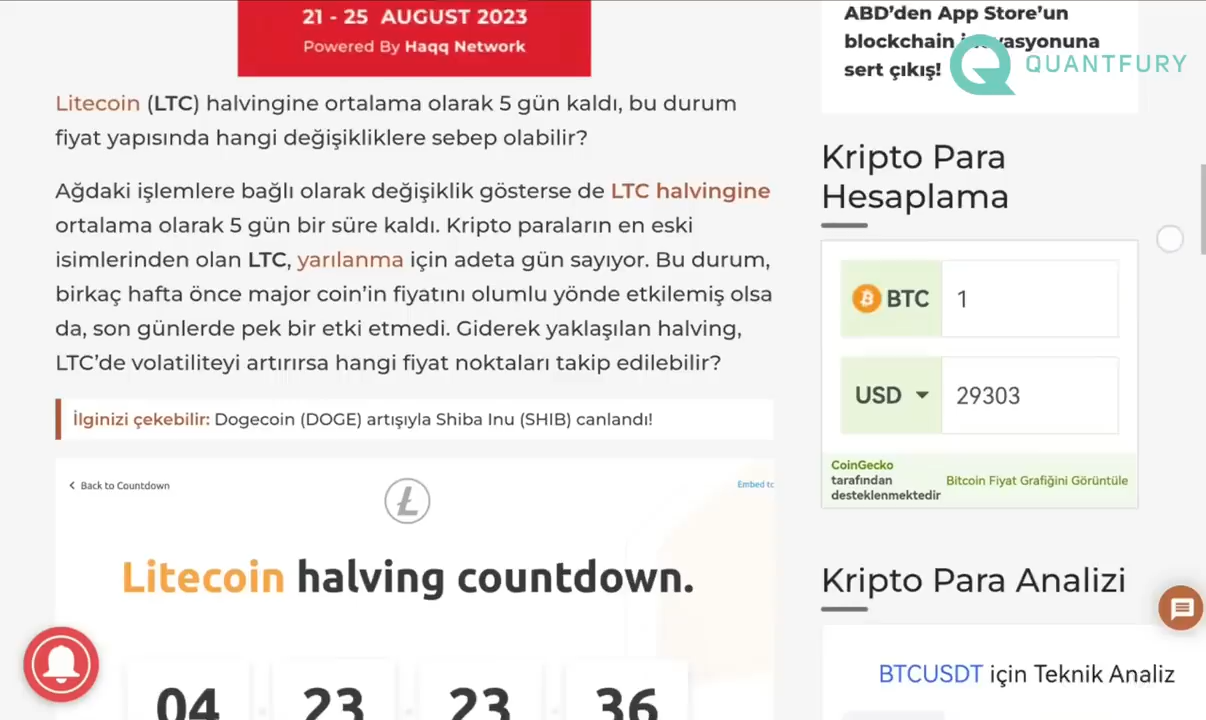 21 - 25 AUGUST 2023
Powered By Haqq Network
Litecoin (LTC) halvingine ortalama olarak 5 gün kaldı, bu durum
fiyat yapısında hangi değişikliklere sebep olabilir?
Ağdaki işlemlere bağlı olarak değişiklik gösterse de LTC halvingine
ortalama olarak 5 gün bir süre kaldı. Kripto paraların en eski
isimlerinden olan LTC, yarılanma için adeta gün sayıyor. Bu durum,
birkaç hafta önce major coin’in fiyatını olumlu yönde etkilemiş olsa
da, son günlerde pek bir etki etmedi. Giderek yaklaşılan halving,
LTC’de volatiliteyi artırırsa hangi fiyat noktaları takip edilebilir?
İlginizi çekebilir: Dogecoin (DOGE) artışıyla Shiba Inu (SHIB) canlandı!
Back to Countdown
Litecoin halving countdown.
04 23 23 36
ABD’den App Store’un
blockchain
sert çıkış!
QUANTFURY
Kripto Para
Hesaplama
BTC 1
USD 29303
CoinGecko
tarafından
desteklenmektedir
Bitcoin Fiyat Grafiğini Görüntüle
Kripto Para Analizi
BTCUSDT için Teknik Analiz